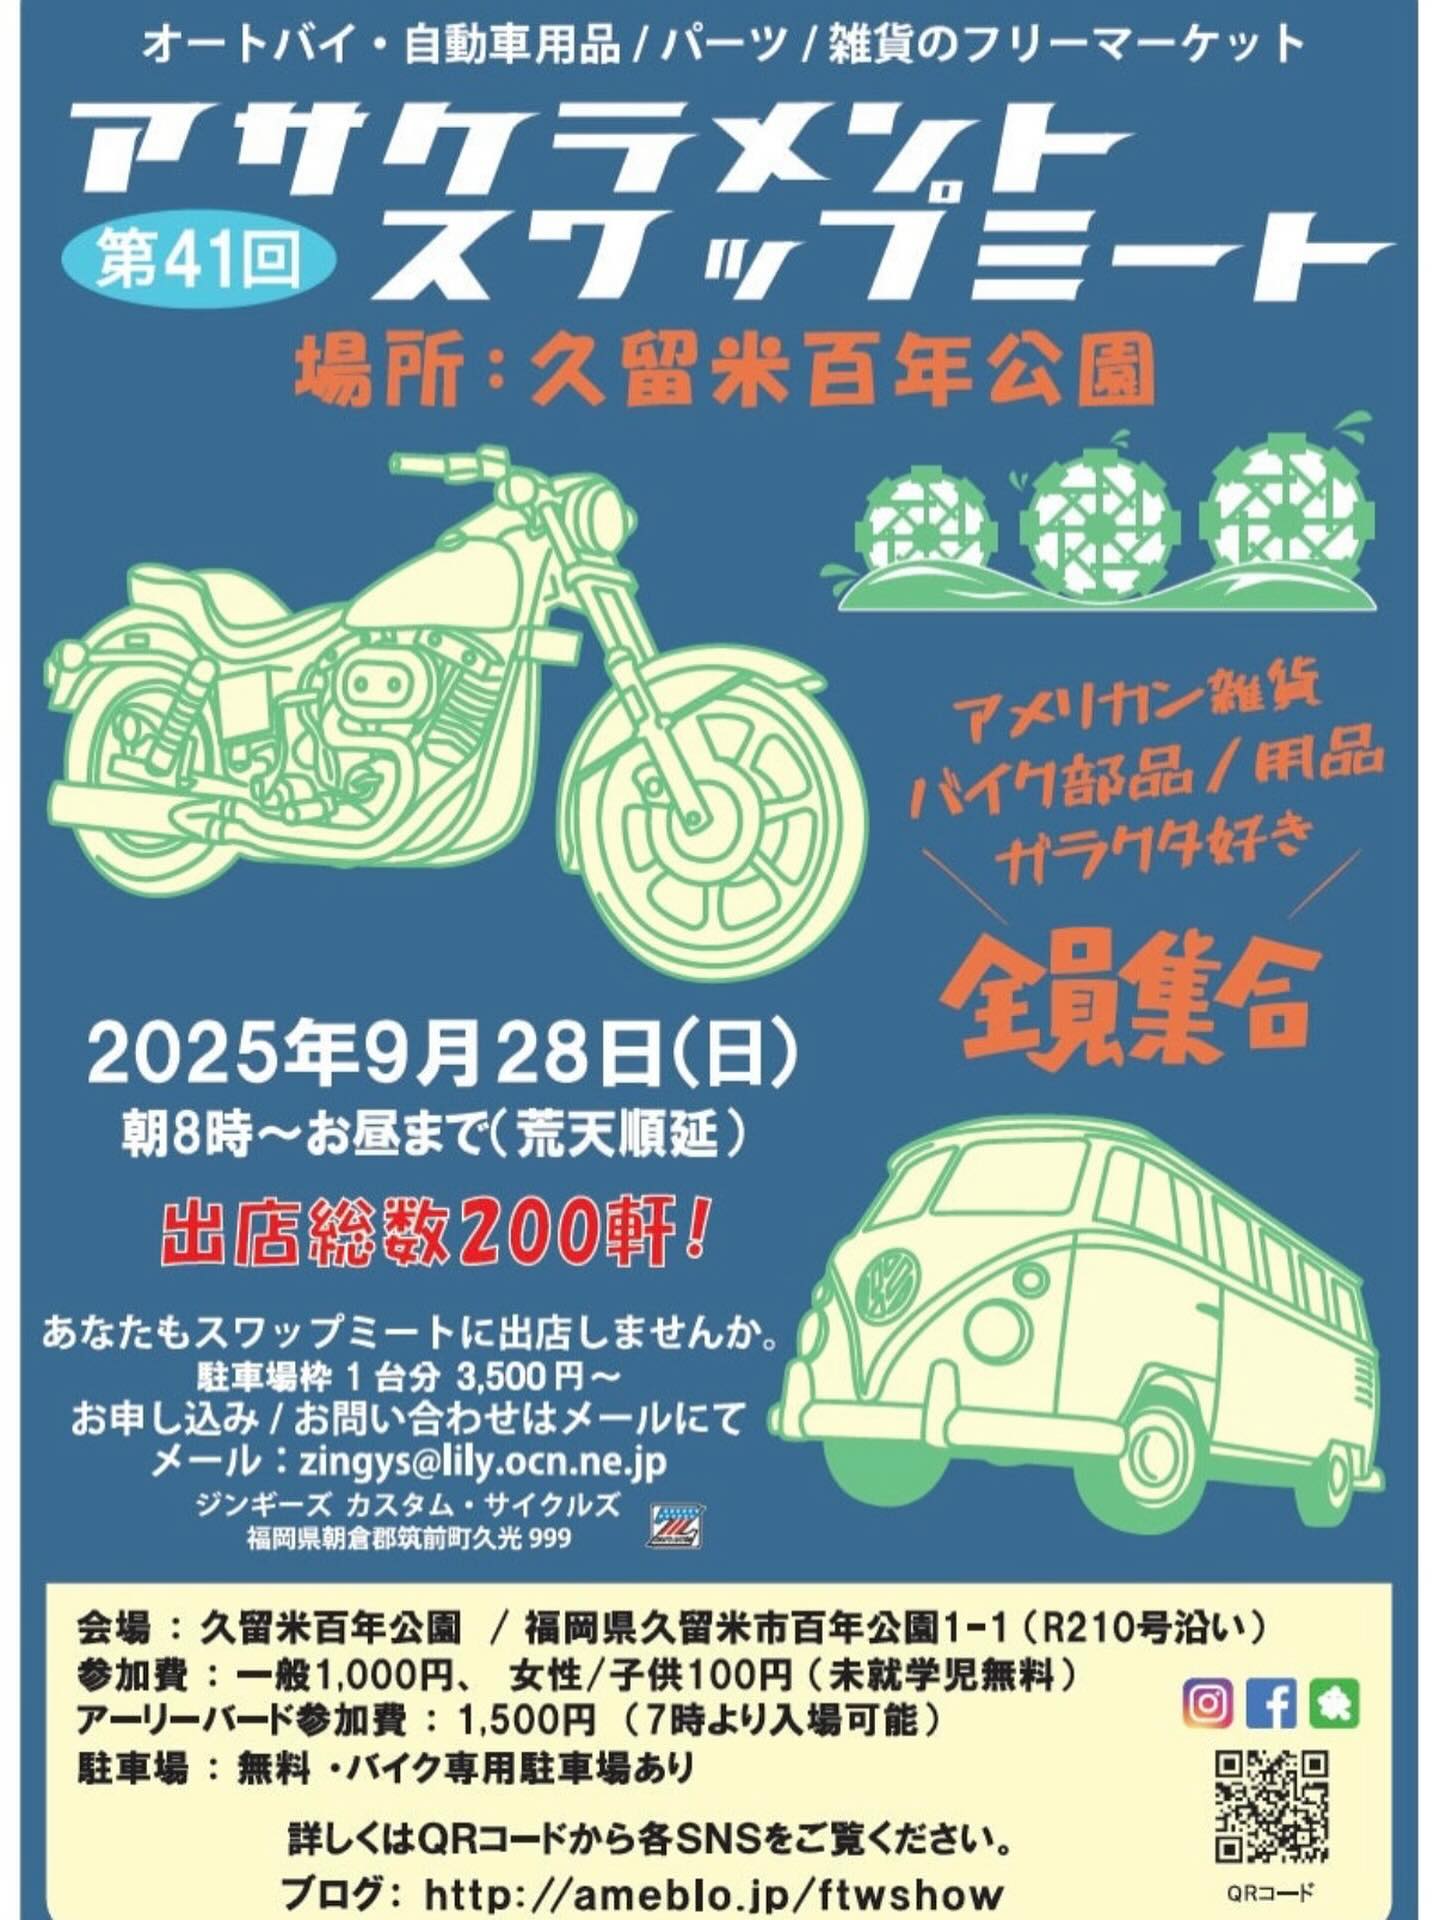 オートバイ・自動車用品 / パーツ / 雑貨のフリーマーケット
アサクラメント
第41回 スワップミート
場所：久留米百年公園
アメリカン雑貨
バイク部品 / 用品
ガラクタ好き
全員集合
2025年9月28日(日)
朝8時～お昼まで(荒天順延)
出店総数200軒!
あなたもスワップミートに出店しませんか。
駐車場枠 1 台分 3,500 円～
お申し込み / お問い合わせはメールにて
メール：zingys@lily.ocn.ne.jp
ジンギーズ カスタム・サイクルズ
福岡県朝倉郡筑前町久光 999
会場 : 久留米百年公園 / 福岡県久留米市百年公園1-1 (R210号沿い)
参加費 : 一般1,000円、 女性/子供100円 (未就学児無料)
アーリーバード参加費 : 1,500円 (7時より入場可能)
駐車場 : 無料 ・バイク専用駐車場あり
詳しくはQRコードから各SNSをご覧ください。
ブログ: http://ameblo.jp/ftwshow
QRコード